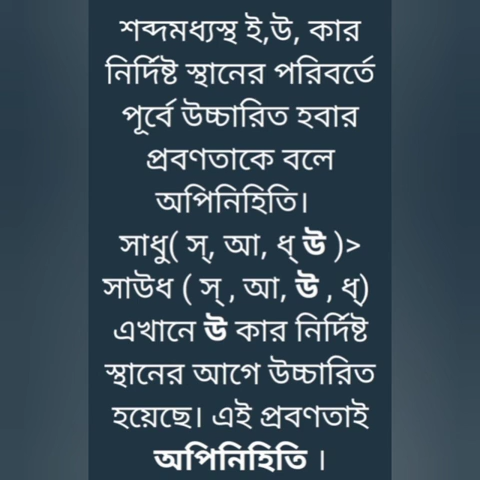 শব্দমধ্যস্থ ই,উ, কার
নির্দিষ্ট স্থানের পরিবর্তে
পূর্বে উচ্চারিত হবার
প্রবণতাকে বলে
অপিনিহিতি।
সাধু( স্, আ, ধ্ উ )>
সাউধ ( স্ , আ, উ , ধ্)
এখানে উ কার নির্দিষ্ট
স্থানের আগে উচ্চারিত
হয়েছে। এই প্রবণতাই
অপিনিহিতি ।